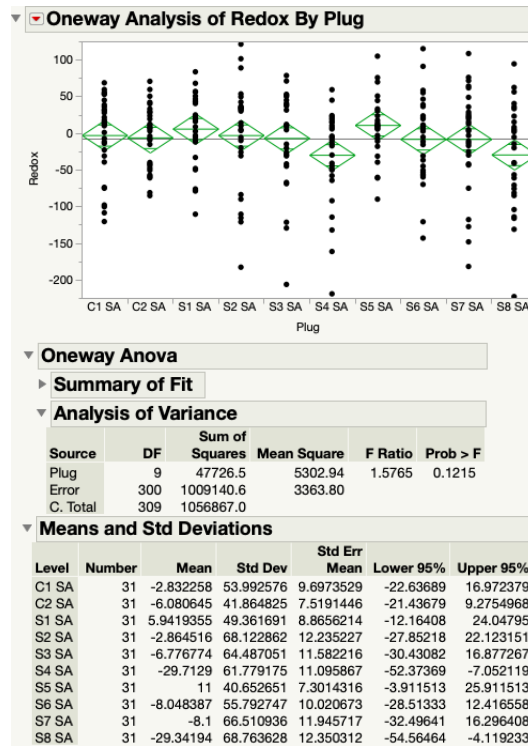 Oneway Analysis of Redox By Plug
100
50
0
-50
-100
-150
-200
Redox
C1 SA C2 SA S1 SA S2 SA S3 SA S4 SA S5 SA S6 SA S7 SA S8 SA
Plug
Oneway Anova
Summary of Fit
Analysis of Variance
Sum of
Source DF Squares Mean Square F Ratio Prob > F
Plug 9 47726.5 5302.94 1.5765 0.1215
Error 300 1009140.6 3363.80
C. Total 309 1056867.0
Means and Std Deviations
Std Err
Level Number Mean Std Dev Mean Lower 95% Upper 95%
C1 SA 31 -2.832258 53.992576 9.6973529 -22.63689 16.972379
C2 SA 31 -6.080645 41.864825 7.5191446 -21.43679 9.2754968
S1 SA 31 5.9419355 49.361691 8.8656214 -12.16408 24.04795
S2 SA 31 -2.864516 68.122862 12.235227 -27.85218 22.123151
S3 SA 31 -6.776774 64.487051 11.582216 -30.43082 16.877267
S4 SA 31 -29.7129 61.779175 11.095867 -52.37369 -7.052119
S5 SA 31 11 40.652651 7.3014316 -3.911513 25.911513
S6 SA 31 -8.048387 55.792747 10.020673 -28.51333 12.416558
S7 SA 31 -8.1 66.510936 11.945717 -32.49641 16.296408
S8 SA 31 -29.34194 68.763628 12.350312 -54.56464 -4.119233